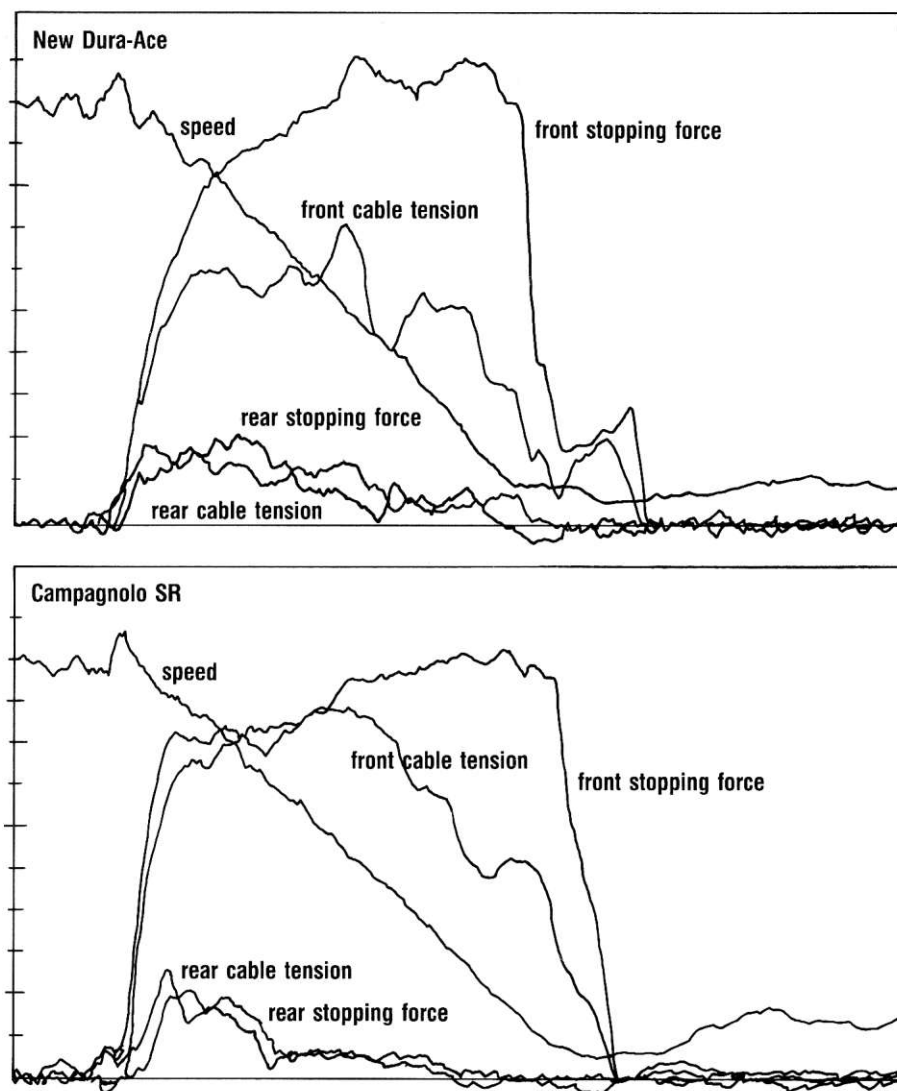 New Dura-Ace
speed
front stopping force
front cable tension
rear stopping force
rear cable tension
Campagnolo SR
speed
front cable tension
front stopping force
rear cable tension
rear stopping force